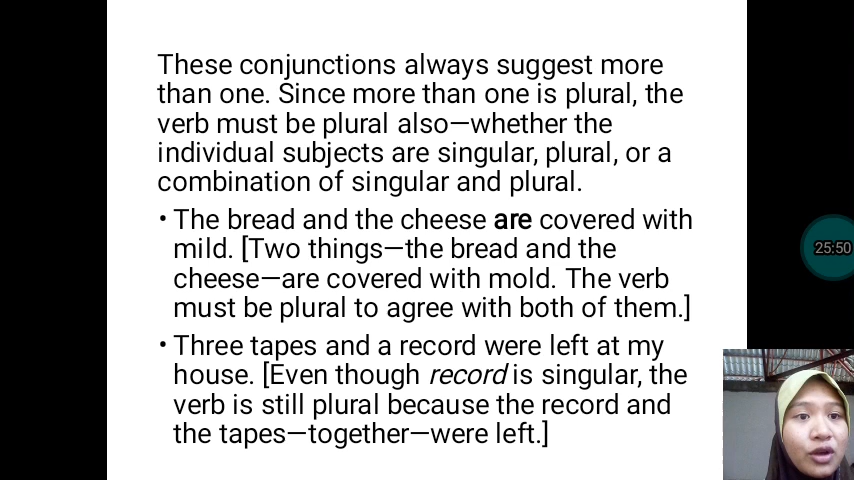 These conjunctions always suggest more
than one. Since more than one is plural, the
verb must be plural also—whether the
individual subjects are singular, plural, or a
combination of singular and plural.
• The bread and the cheese are covered with
mild. [Two things—the bread and the
cheese—are covered with mold. The verb
must be plural to agree with both of them.]
• Three tapes and a record were left at my
house. [Even though record is singular, the
verb is still plural because the record and
the tapes—together—were left.]
25:50